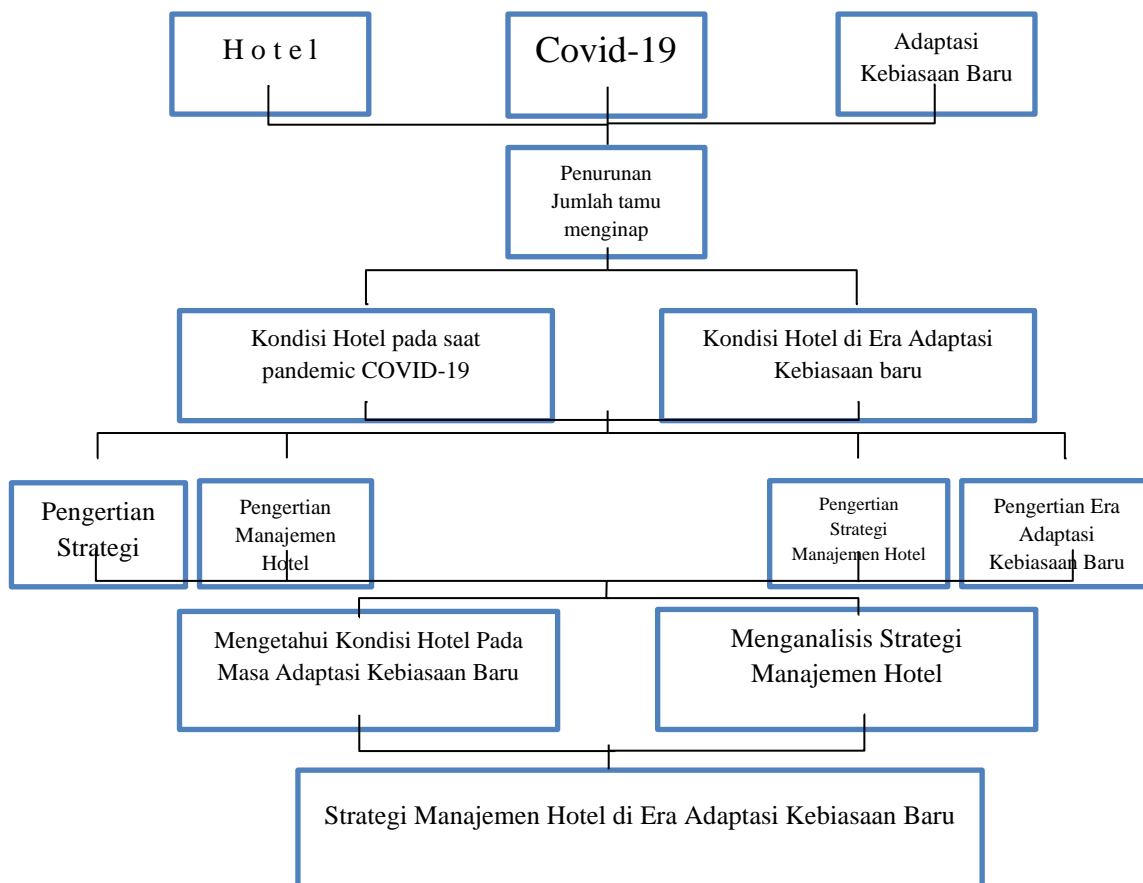 H o t e l
Covid-19
Adaptasi
Kebiasaan Baru
Penurunan
Jumlah tamu
menginap
Kondisi Hotel pada saat
pandemic COVID-19
Kondisi Hotel di Era Adaptasi
Kebiasaan baru
Pengertian
Strategi
Pengertian
Manajemen
Hotel
Pengertian
Strategi
Manajemen Hotel
Pengertian Era
Adaptasi
Kebiasaan Baru
Mengetahui Kondisi Hotel Pada
Masa Adaptasi Kebiasaan Baru
Menganalisis Strategi
Manajemen Hotel
Strategi Manajemen Hotel di Era Adaptasi Kebiasaan Baru